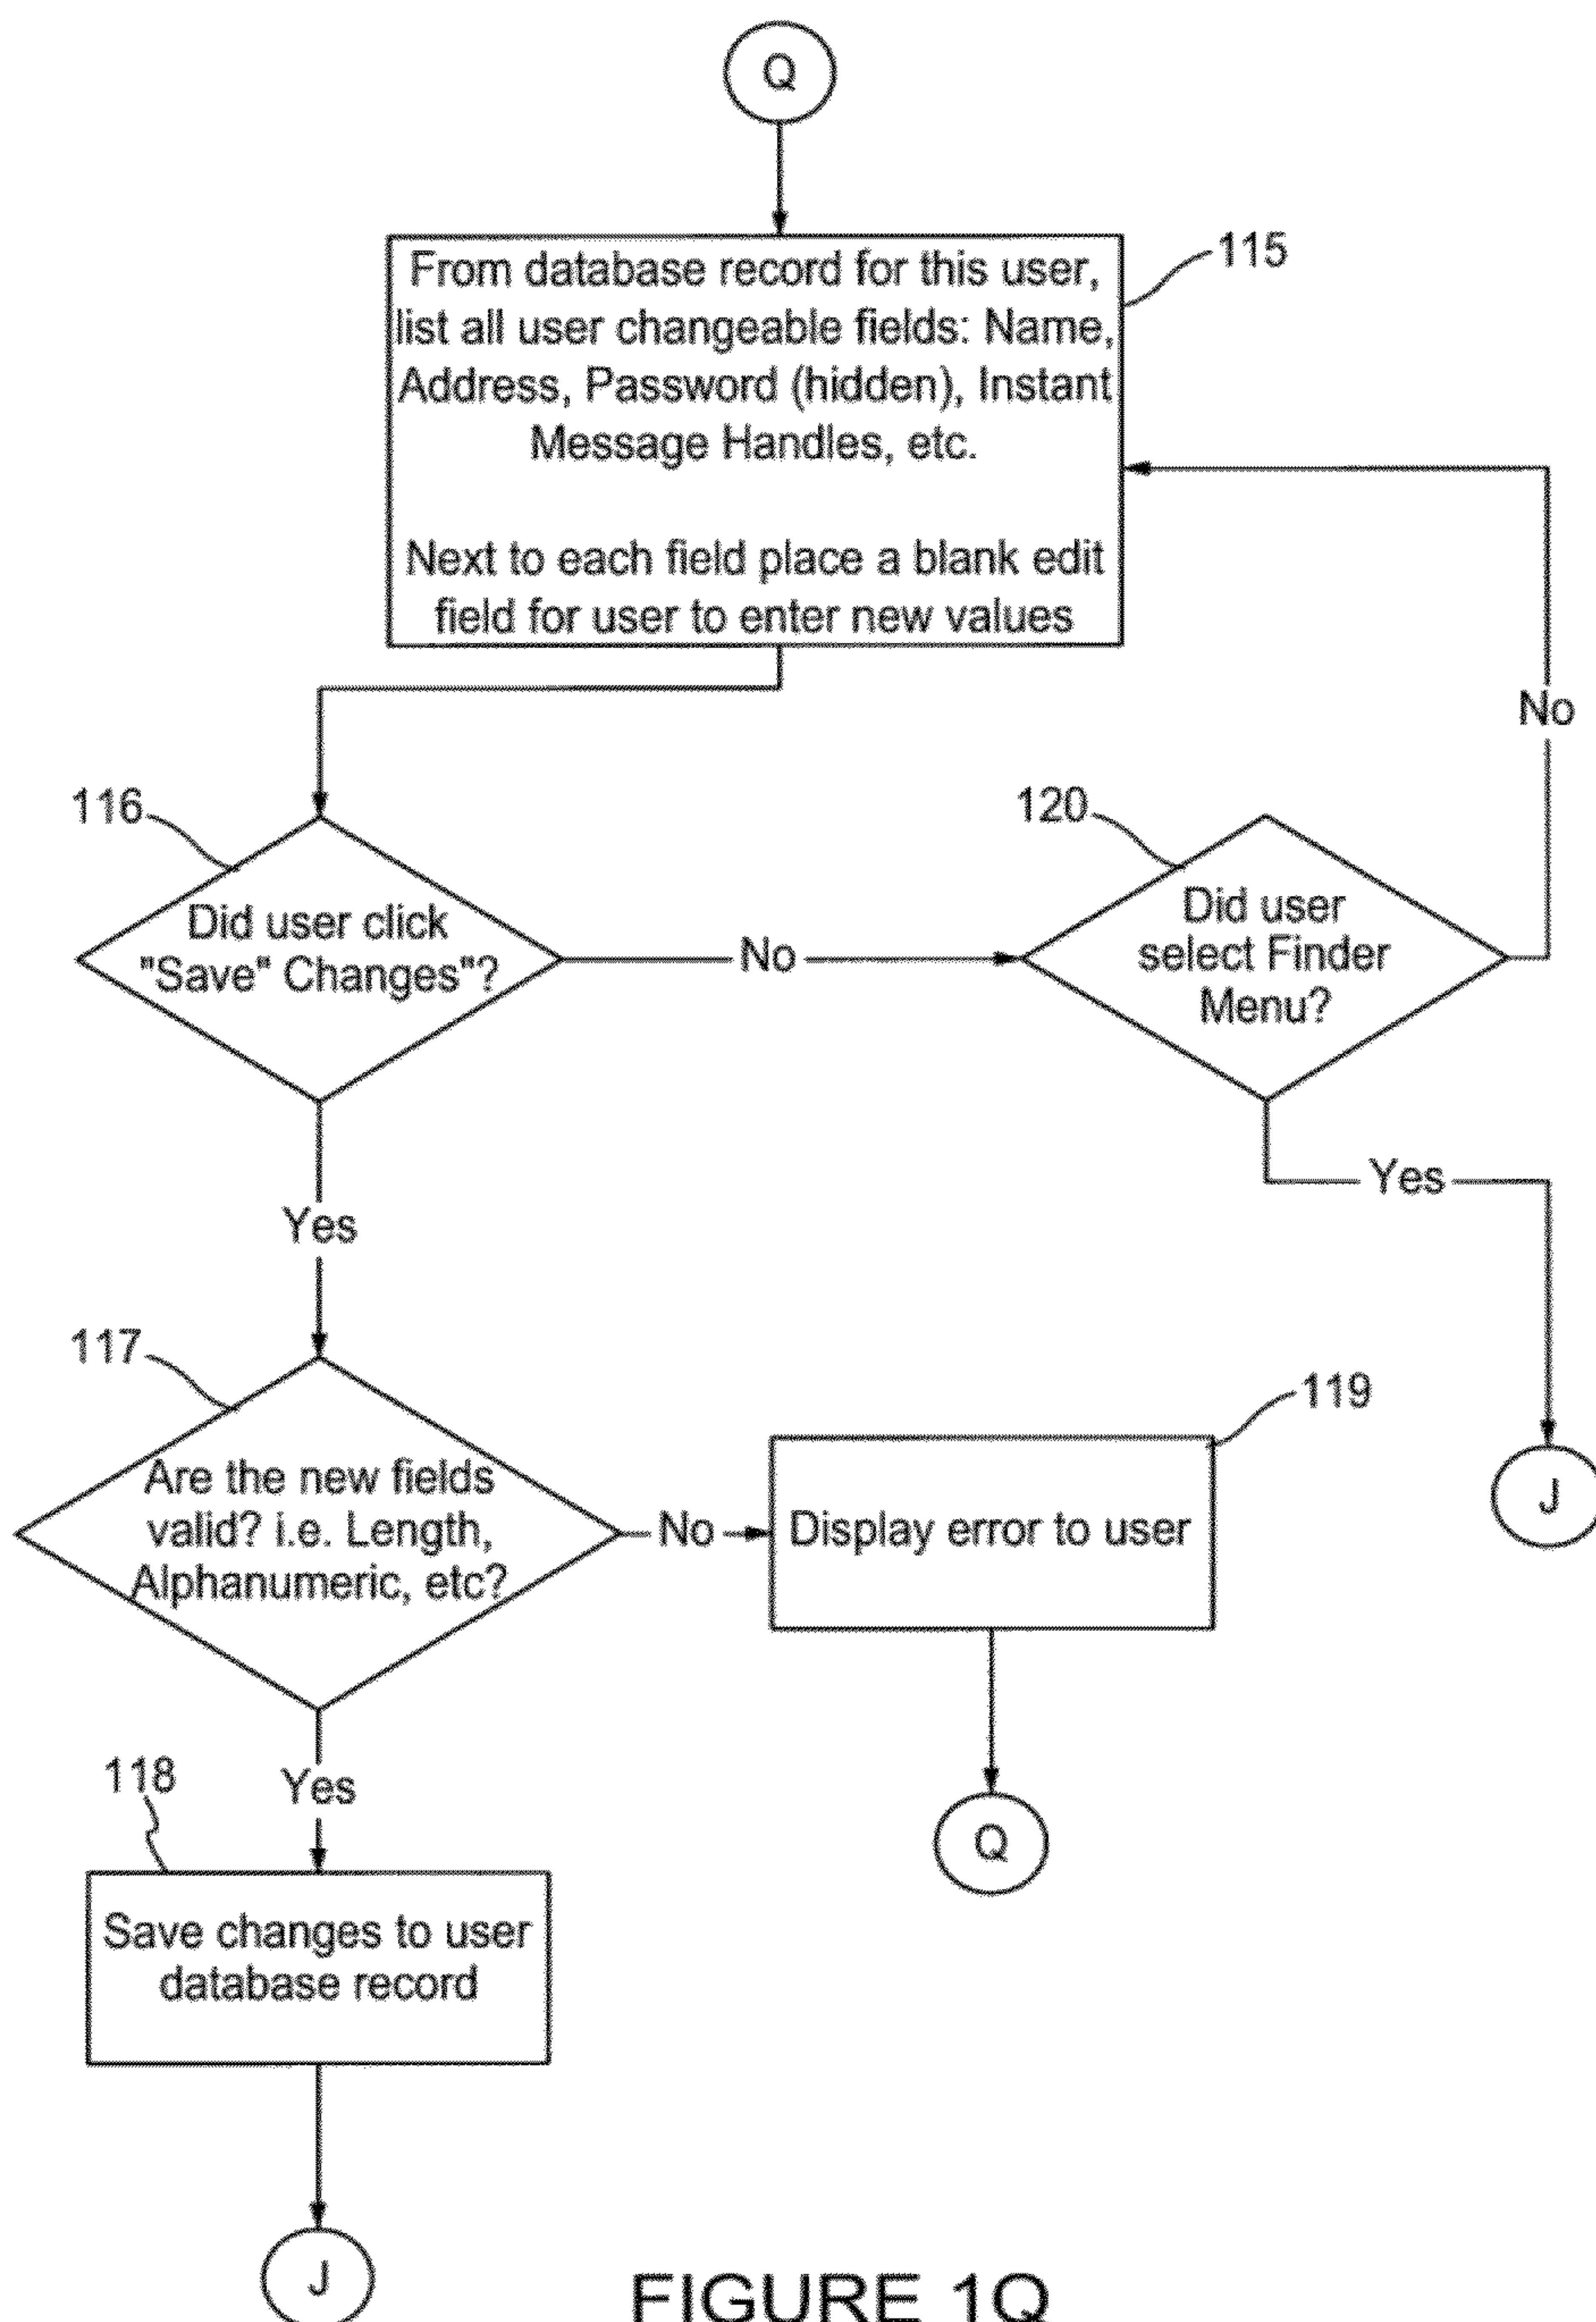 Q
115
From database record for this user,
list all user changeable fields: Name,
Address, Password (hidden), Instant
Message Handles, etc.
Next to each field place a blank edit
field for user to enter new values
No
116
Did user click
"Save" Changes"?
No
120
Did user
select Finder
Menu?
Yes
Yes
117
Are the new fields
valid? i.e. Length,
Alphanumeric, etc?
No
119
Display error to user
J
118
Yes
Q
Save changes to user
database record
J
FIGURE 1Q